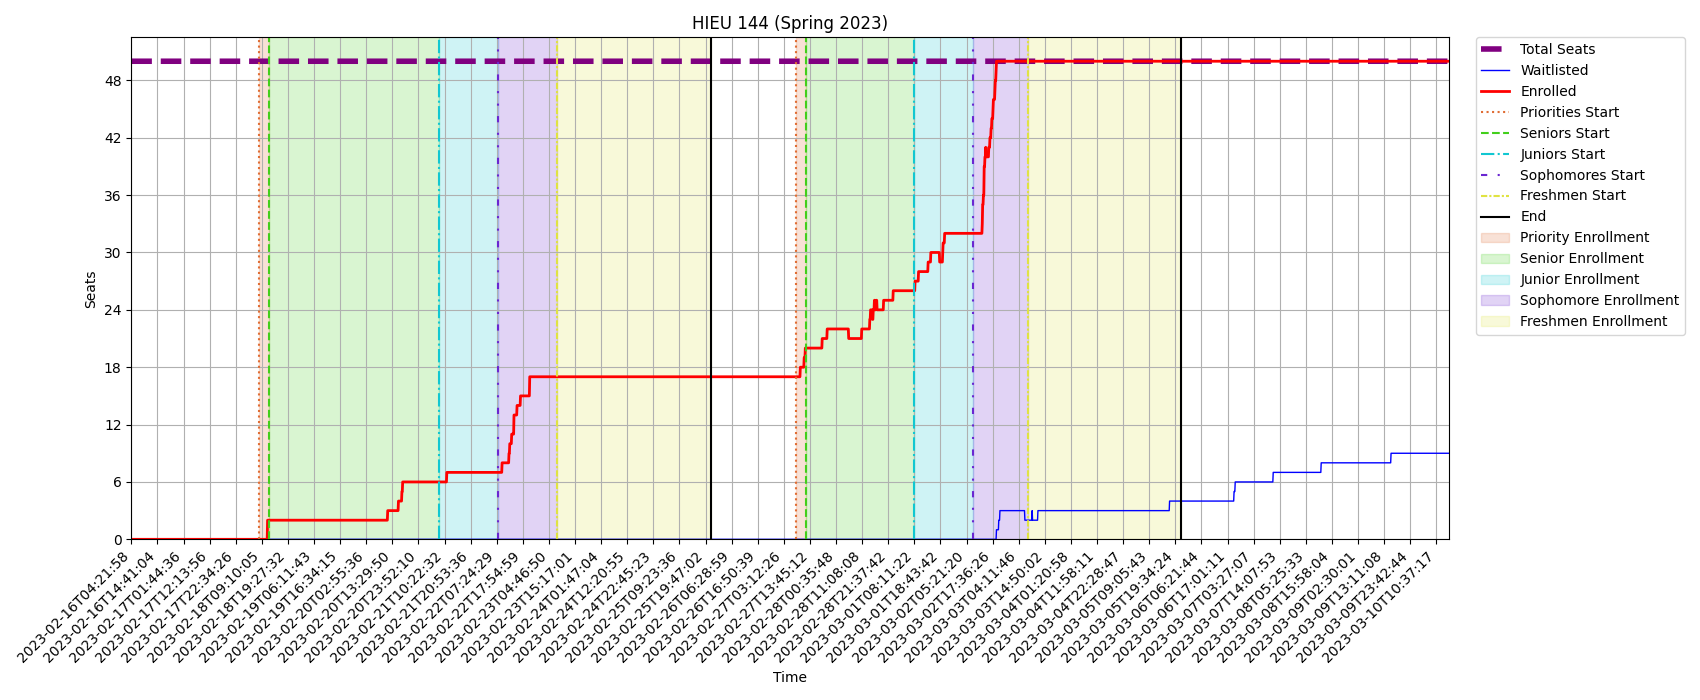 HIEU 144 (Spring 2023)
Seats
48
42
36
30
24
18
12
6
0
2023-02-16T04:21:58
2023-02-16T14:41:04
2023-02-17T01:44:36
2023-02-17T12:13:56
2023-02-17T22:34:26
2023-02-18T09:10:05
2023-02-18T19:27:32
2023-02-19T06:11:43
2023-02-19T16:34:15
2023-02-20T02:55:36
2023-02-20T13:29:50
2023-02-20T23:52:10
2023-02-21T10:22:32
2023-02-21T20:53:36
2023-02-22T07:24:29
2023-02-22T17:54:59
2023-02-23T04:46:50
2023-02-23T15:17:01
2023-02-24T01:47:04
2023-02-24T12:20:55
2023-02-24T22:45:23
2023-02-25T09:23:36
2023-02-25T19:47:02
2023-02-26T06:28:59
2023-02-26T16:50:39
2023-02-27T03:12:26
2023-02-27T13:45:12
2023-02-28T00:35:48
2023-02-28T11:08:09
2023-02-28T21:37:42
2023-03-01T08:11:22
2023-03-01T18:43:42
2023-03-02T05:21:20
2023-03-02T17:36:26
2023-03-03T04:11:46
2023-03-03T14:50:02
2023-03-04T01:20:58
2023-03-04T11:58:11
2023-03-04T22:28:47
2023-03-05T09:05:43
2023-03-05T19:34:24
2023-03-06T06:21:44
2023-03-06T17:01:11
2023-03-07T03:27:07
2023-03-07T14:07:53
2023-03-08T05:25:33
2023-03-08T15:58:04
2023-03-09T02:30:01
2023-03-09T13:11:08
2023-03-09T23:42:44
2023-03-10T10:37:17
Time
Total Seats
Waitlisted
Enrolled
Priorities Start
Seniors Start
Juniors Start
Sophomores Start
Freshmen Start
End
Priority Enrollment
Senior Enrollment
Junior Enrollment
Sophomore Enrollment
Freshmen Enrollment